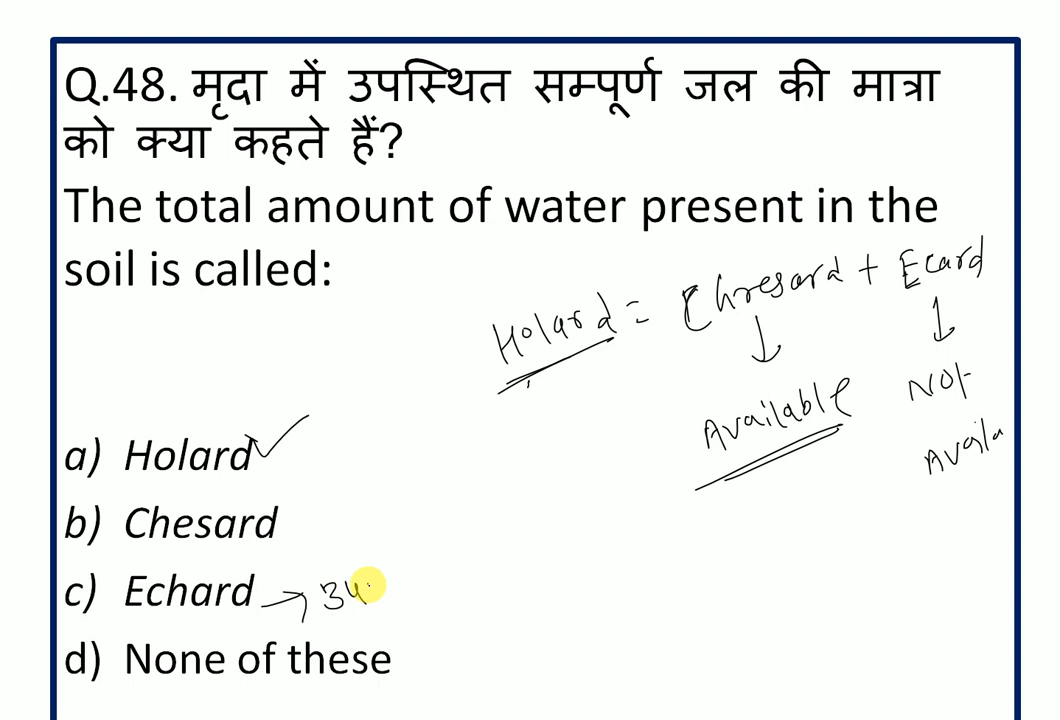 Q.48. मृदा में उपस्थित सम्पूर्ण जल की मात्रा
को क्या कहते हैं?
The total amount of water present in the
soil is called:
Holard = Chresard + Ecard
Available
Not
Availa
a) Holard
b) Chesard
c) Echard →
d) None of these